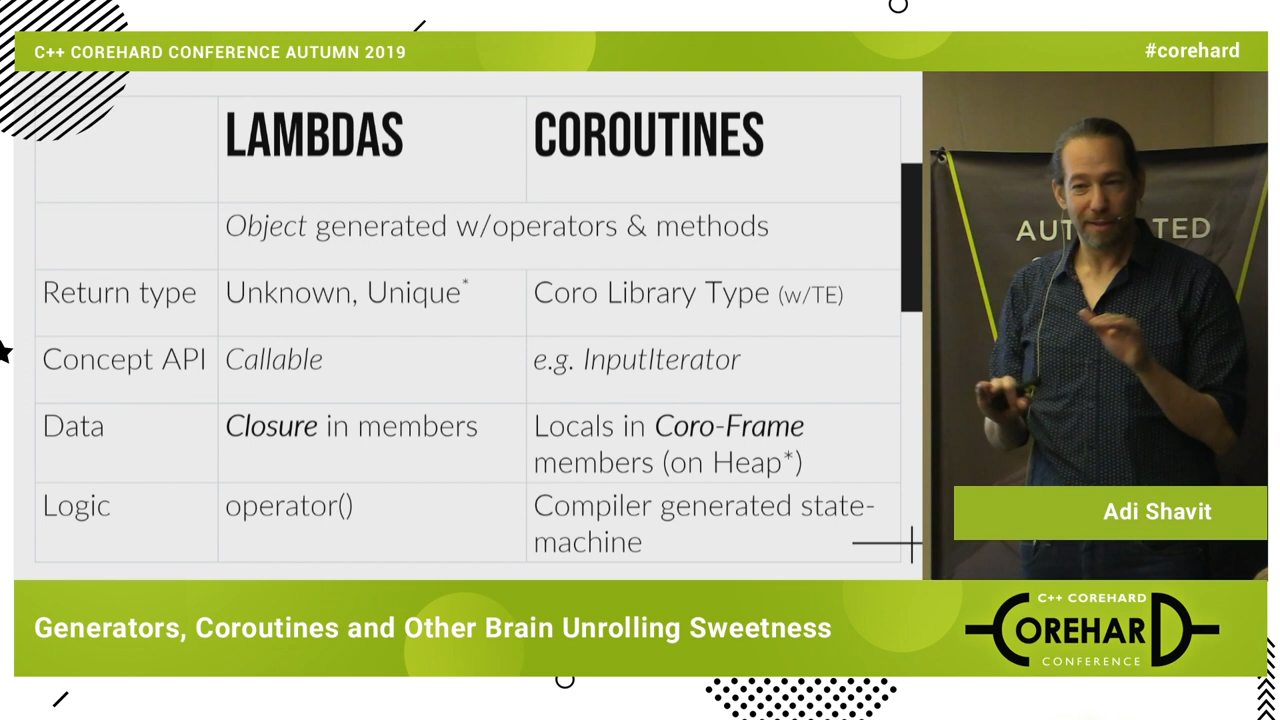 C++ COREHARD CONFERENCE AUTUMN 2019
#corehard
LAMBDAS COROUTINES
Object generated w/operators & methods
Return type Unknown, Unique* Coro Library Type (w/TE)
Concept API Callable e.g. InputIterator
Data Closure in members Locals in Coro-Frame
members (on Heap*)
Logic operator() Compiler generated state-
machine
AUT TED
Adi Shavit
Generators, Coroutines and Other Brain Unrolling Sweetness
C++ COREHARD
COREHARD
CONFERENCE